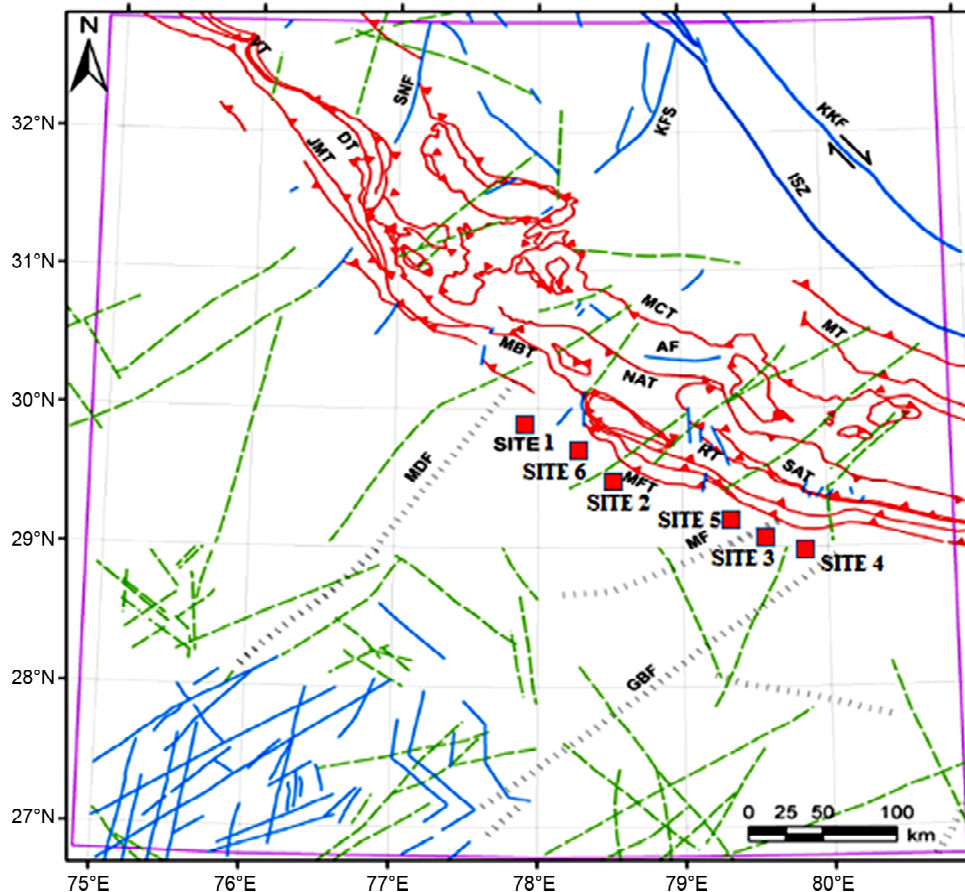 N
VT
SNF
KFS
KKF
ISZ
DT
JMT
32°N
31°N
30°N
29°N
28°N
27°N
MCT
MT
AF
MBT
NAT
RT
SAT
MFT
MDF
MF
GBF
SITE 1
SITE 6
SITE 2
SITE 5
SITE 3
SITE 4
0 25 50 100
km
75°E 76°E 77°E 78°E 79°E 80°E